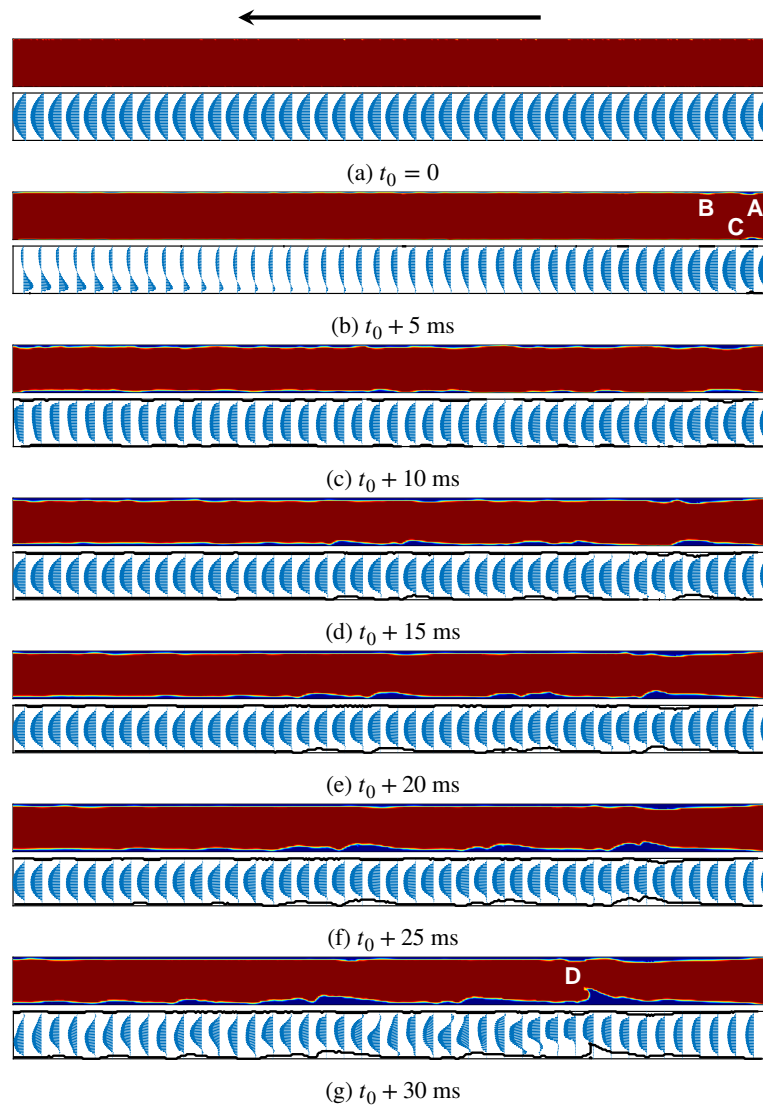 (a) t₀ = 0
B A
C
(b) t₀ + 5 ms
(c) t₀ + 10 ms
(d) t₀ + 15 ms
(e) t₀ + 20 ms
(f) t₀ + 25 ms
D
(g) t₀ + 30 ms